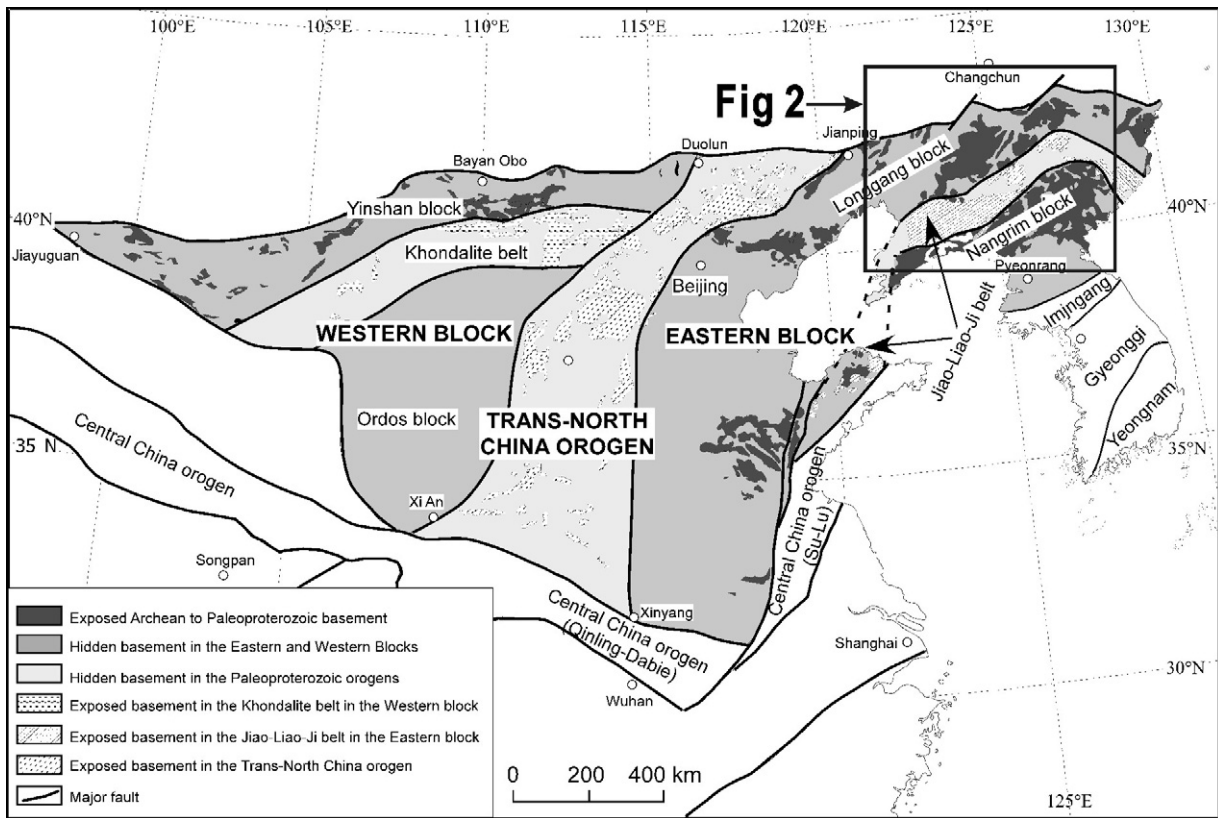 100°E
105°E
110°E
115°E
120°E
125°E
130°E
Changchun
Fig 2
Jianping
Duolun
Bayan Obo
Longgang block
Yinshan block
40°N
40°N
Jiayuguan
Khondalite belt
Nangrim block
Beijing
Pyeonrang
Imjngang
WESTERN BLOCK
EASTERN BLOCK
Jiao-Liao-Ji belt
Gyeonggi
Ordos block
TRANS-NORTH
CHINA OROGEN
Yeongnam
35 N
35°N
Central China orogen
Xi An
Central China orogen
(Su-Lu)
Songpan
Xinyang
Central China orogen
(Qinling-Dabie)
Shanghai
30°N
Wuhan
Exposed Archean to Paleoproterozoic basement
Hidden basement in the Eastern and Western Blocks
Hidden basement in the Paleoproterozoic orogens
Exposed basement in the Khondalite belt in the Western block
Exposed basement in the Jiao-Liao-Ji belt in the Eastern block
Exposed basement in the Trans-North China orogen
Major fault
0 200 400 km
125°E